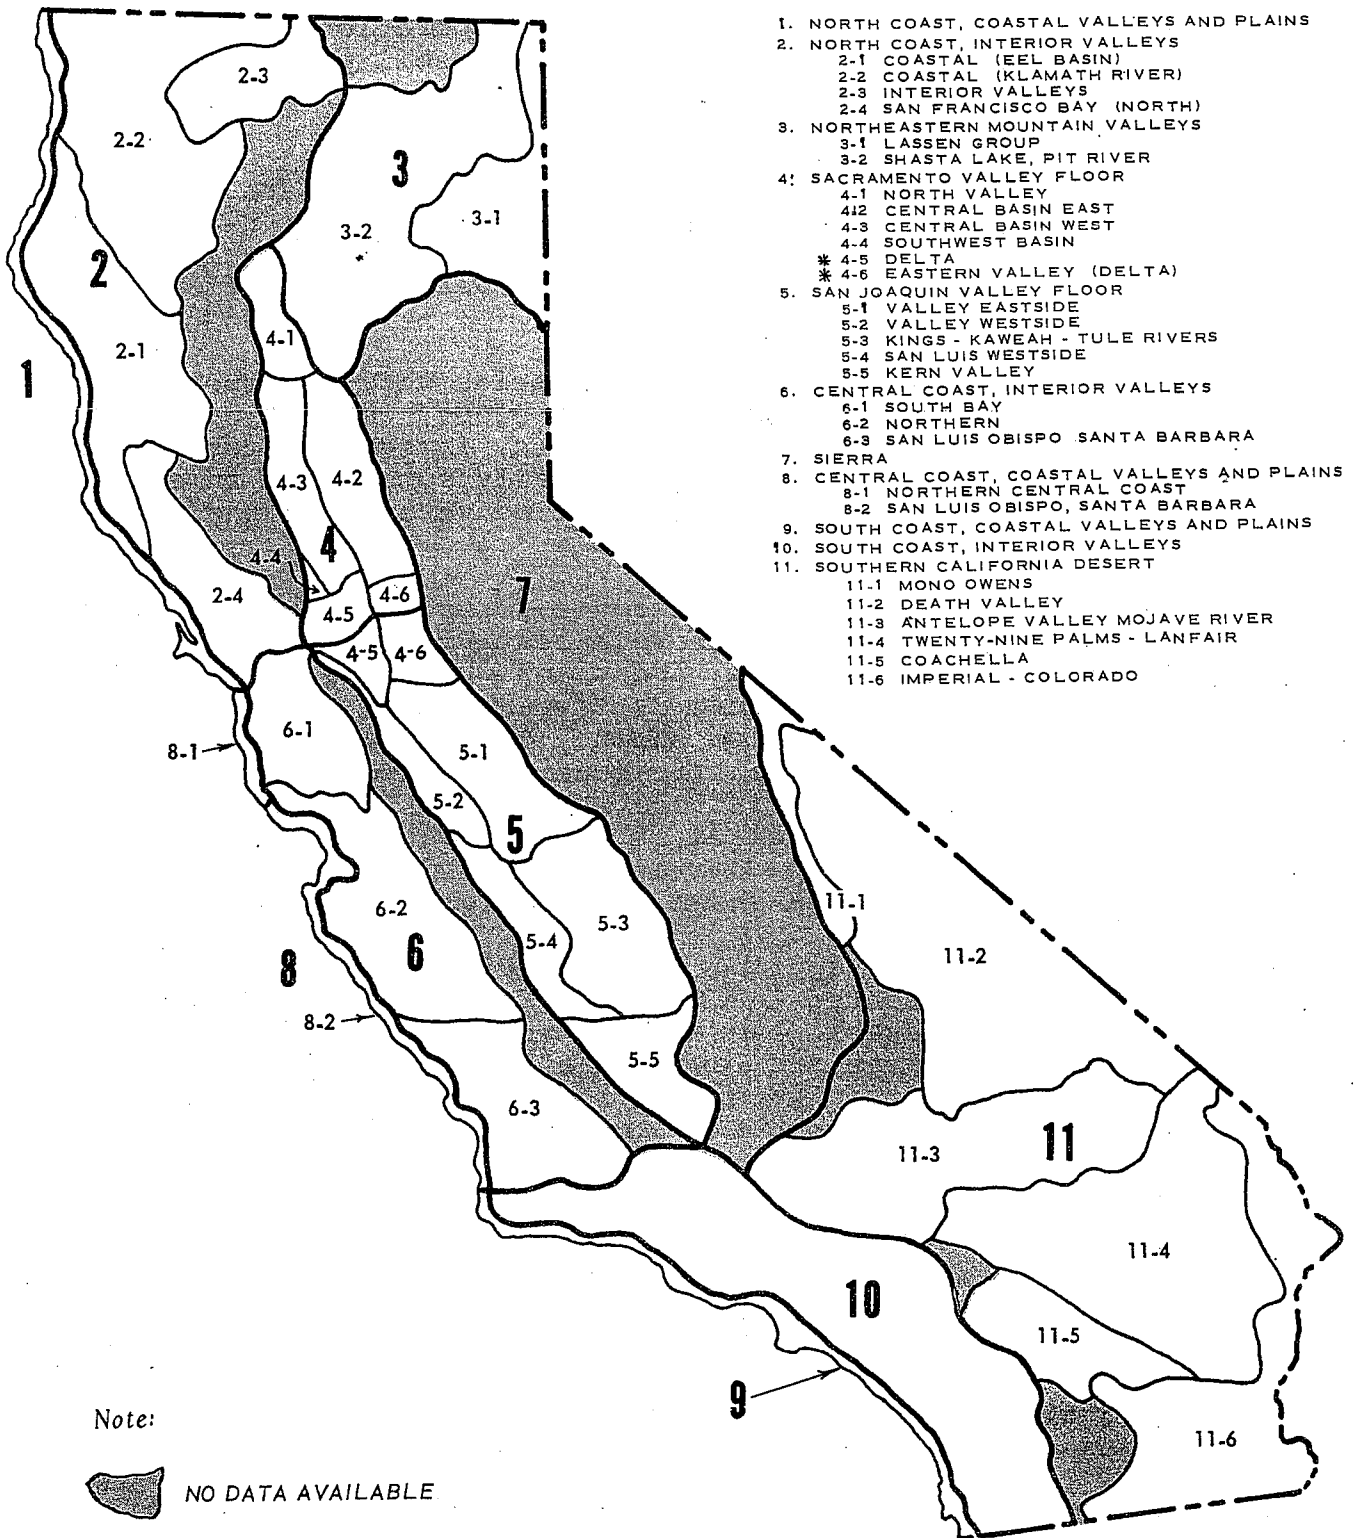 1. NORTH COAST, COASTAL VALLEYS AND PLAINS
2. NORTH COAST, INTERIOR VALLEYS
2-1 COASTAL (EEL BASIN)
2-2 COASTAL (KLAMATH RIVER)
2-3 INTERIOR VALLEYS
2-4 SAN FRANCISCO BAY (NORTH)
3. NORTHEASTERN MOUNTAIN VALLEYS
3-1 LASSEN GROUP
3-2 SHASTA LAKE, PIT RIVER
4. SACRAMENTO VALLEY FLOOR
4-1 NORTH VALLEY
4-2 CENTRAL BASIN EAST
4-3 CENTRAL BASIN WEST
4-4 SOUTHWEST BASIN
* 4-5 DELTA
* 4-6 EASTERN VALLEY (DELTA)
5. SAN JOAQUIN VALLEY FLOOR
5-1 VALLEY EASTSIDE
5-2 VALLEY WESTSIDE
5-3 KINGS - KAWEAH - TULE RIVERS
5-4 SAN LUIS WESTSIDE
5-5 KERN VALLEY
6. CENTRAL COAST, INTERIOR VALLEYS
6-1 SOUTH BAY
6-2 NORTHERN
6-3 SAN LUIS OBISPO SANTA BARBARA
7. SIERRA
8. CENTRAL COAST, COASTAL VALLEYS AND PLAINS
8-1 NORTHERN CENTRAL COAST
8-2 SAN LUIS OBISPO, SANTA BARBARA
9. SOUTH COAST, COASTAL VALLEYS AND PLAINS
10. SOUTH COAST, INTERIOR VALLEYS
11. SOUTHERN CALIFORNIA DESERT
11-1 MONO OWENS
11-2 DEATH VALLEY
11-3 ANTELOPE VALLEY MOJAVE RIVER
11-4 TWENTY-NINE PALMS - LANFAIR
11-5 COACHELLA
11-6 IMPERIAL - COLORADO
2-3
2-2
3
3-1
3-2
2
4-1
2-1
1
4-3
4-2
4
4-4
2-4
4-5
4-6
7
4-5
4-6
6-1
8-1
5-1
5-2
5
11-1
6-2
5-3
5-4
6
11-2
8
8-2
5-5
6-3
11-3
11
11-4
10
11-5
9
11-6
Note:
NO DATA AVAILABLE